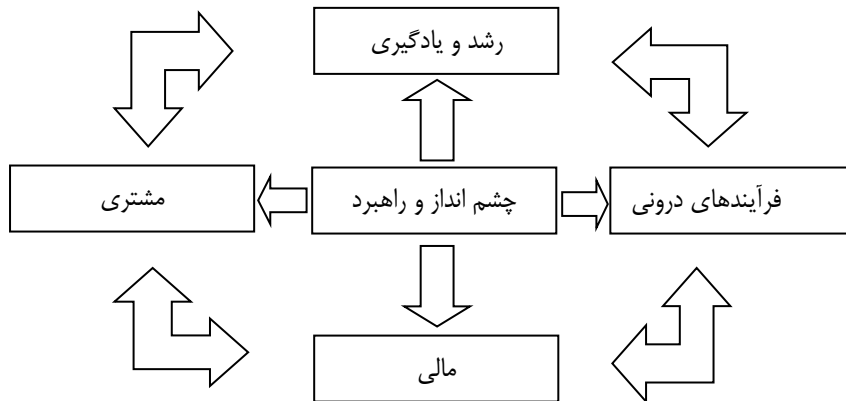 رشد و یادگیری
فرآیندهای درونی
چشم انداز و راهبرد
مشتری
مالی